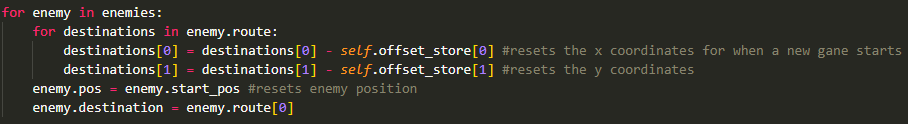 for enemy in enemies:
    for destinations in enemy.route:
        destinations[0] = destinations[0] - self.offset_store[0] #resets the x coordinates for when a new gane starts
        destinations[1] = destinations[1] - self.offset_store[1] #resets the y coordinates
    enemy.pos = enemy.start_pos #resets enemy position
    enemy.destination = enemy.route[0]